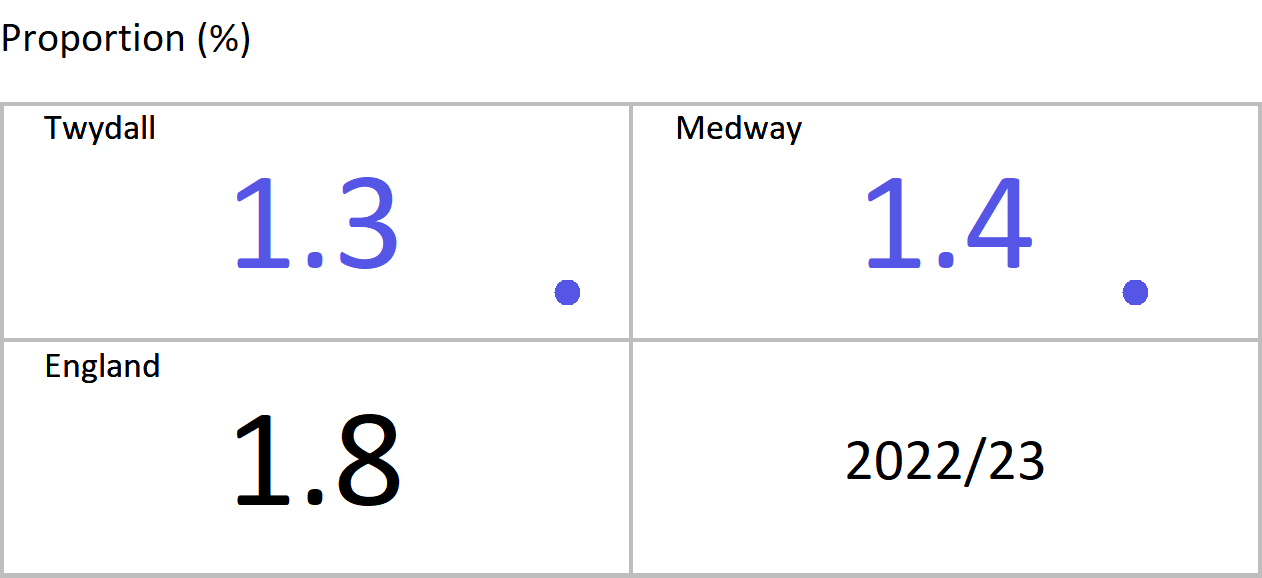 Proportion (%)
Twydall
1.3
Medway
1.4
England
1.8
2022/23